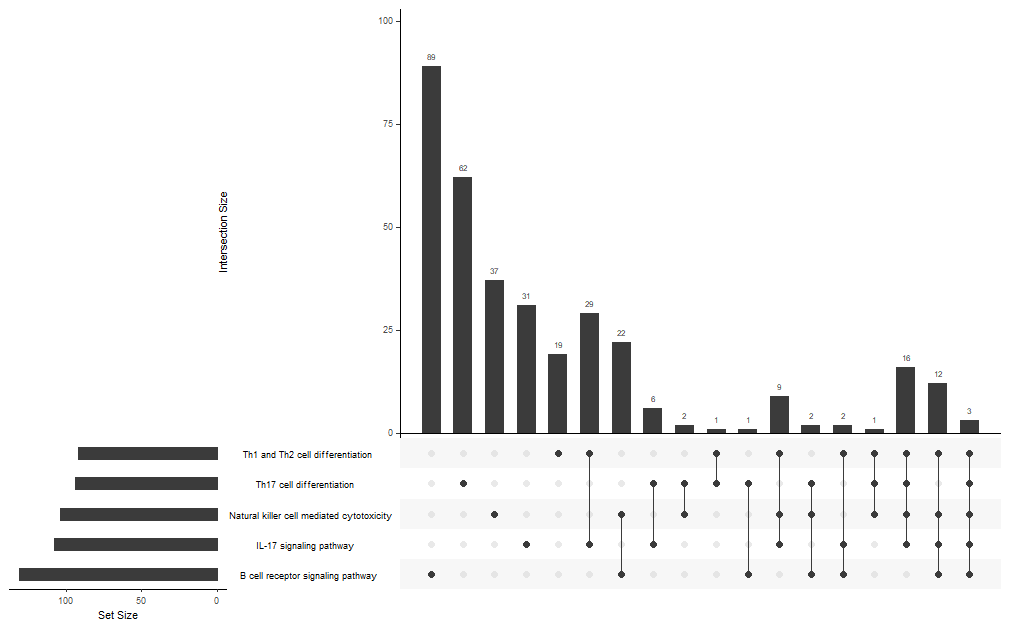 100
89
75
62
50
37
31
29
25
22
19
16
12
9
6
2
1
1
2
2
1
3
0
Intersection Size
Th1 and Th2 cell differentiation
Th17 cell differentiation
Natural killer cell mediated cytotoxicity
IL-17 signaling pathway
B cell receptor signaling pathway
100 50 0
Set Size